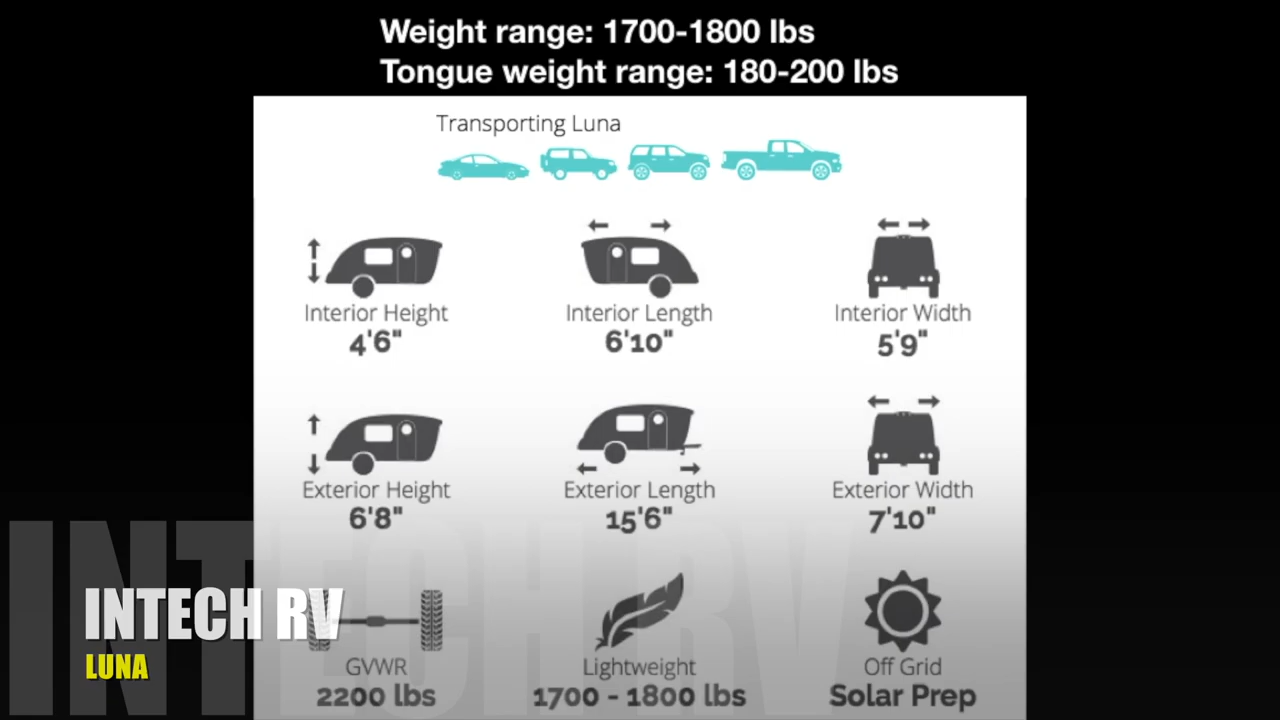 Weight range: 1700-1800 lbs
Tongue weight range: 180-200 lbs
Transporting Luna
Interior Height
4'6"
Interior Length
6'10"
Interior Width
5'9"
Exterior Height
6'8"
Exterior Length
15'6"
Exterior Width
7'10"
INTECH RV
INTECH RV
LUNA
GVWR
2200 lbs
Lightweight
1700 - 1800 lbs
Off Grid
Solar Prep